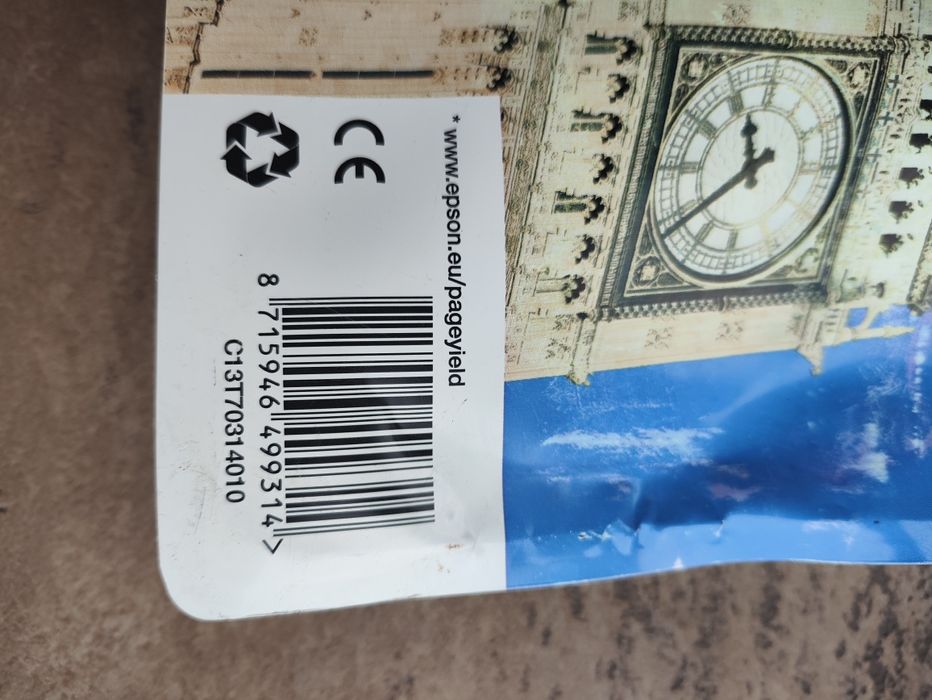 * www.epson.eu/pageyield
CE
8 715946 499314 >
C13T70314010